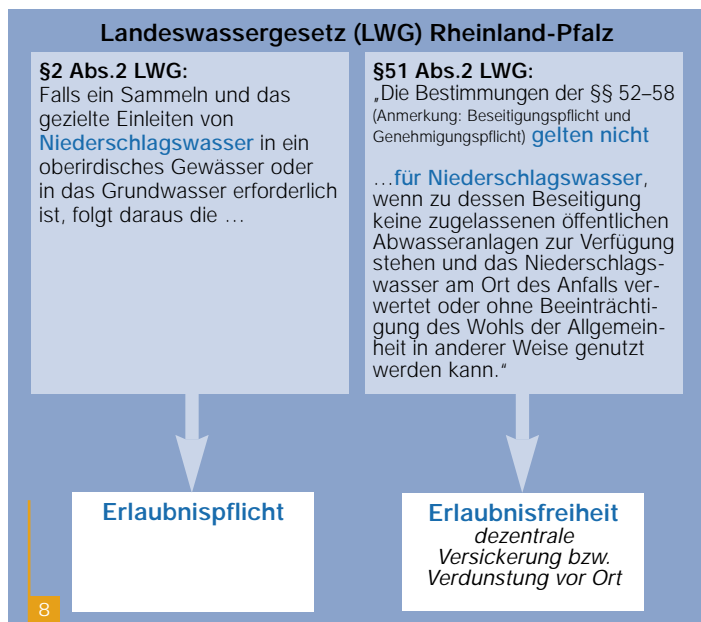 Landeswassergesetz (LWG) Rheinland-Pfalz
§2 Abs.2 LWG:
Falls ein Sammeln und das
gezielte Einleiten von
Niederschlagswasser in ein
oberirdisches Gewässer oder
in das Grundwasser erforderlich
ist, folgt daraus die …
§51 Abs.2 LWG:
„Die Bestimmungen der §§ 52–58
(Anmerkung: Beseitigungspflicht und
Genehmigungspflicht) gelten nicht
…für Niederschlagswasser,
wenn zu dessen Beseitigung
keine zugelassenen öffentlichen
Abwasseranlagen zur Verfügung
stehen und das Niederschlags-
wasser am Ort des Anfalls ver-
wertet oder ohne Beeinträchti-
gung des Wohls der Allgemein-
heit in anderer Weise genutzt
werden kann.“
Erlaubnispflicht
Erlaubnisfreiheit
dezentrale
Versickerung bzw.
Verdunstung vor Ort
8